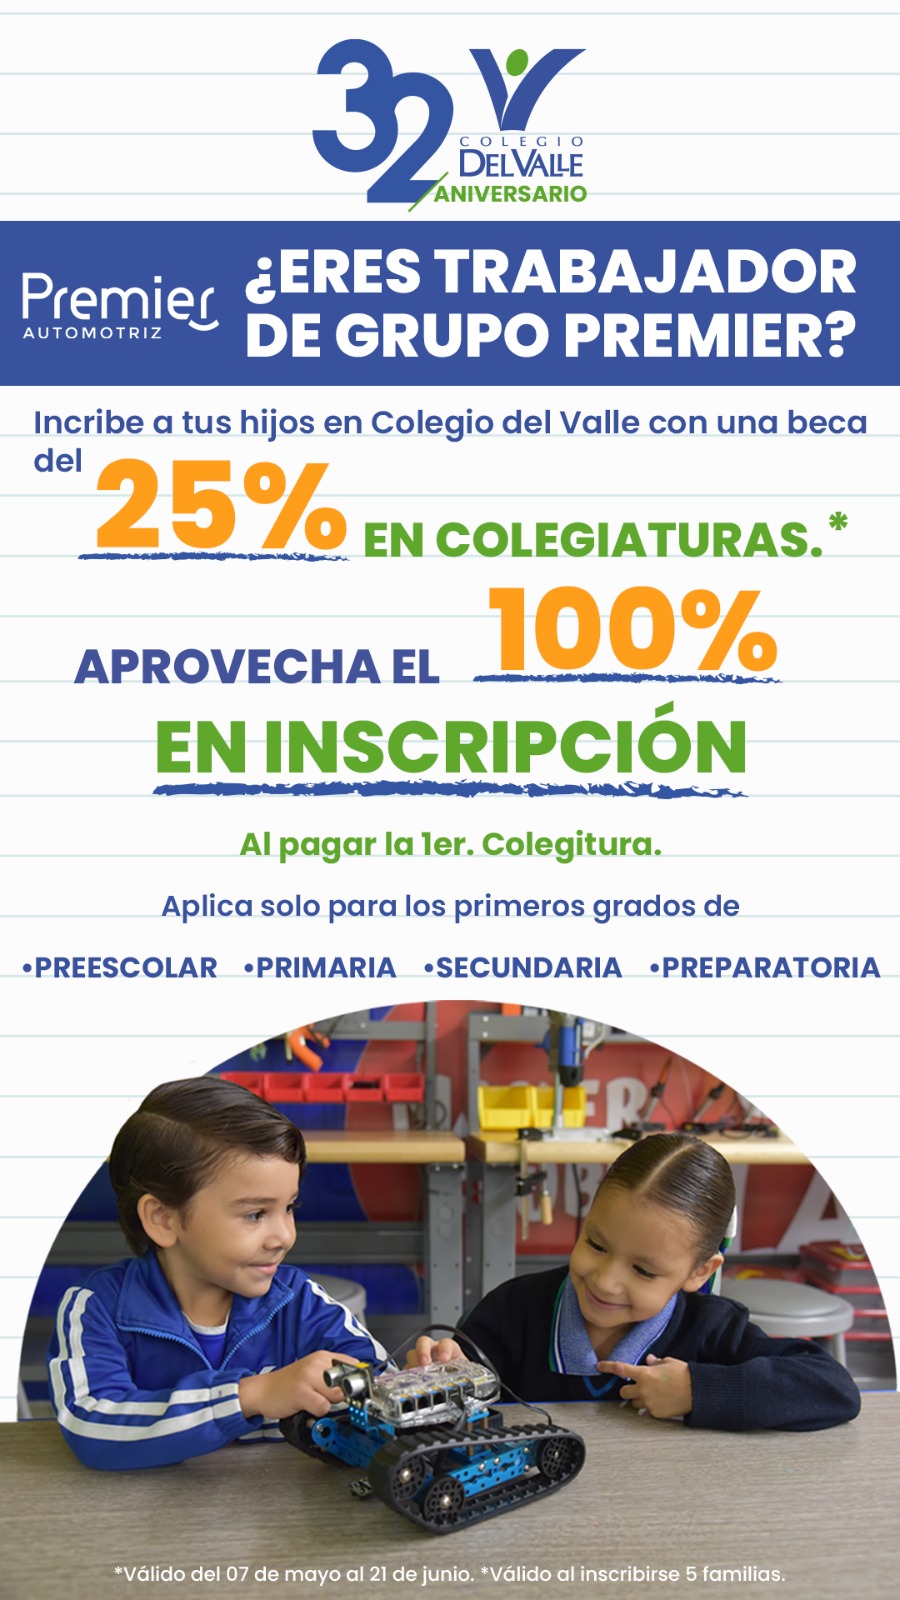 32
COLEGIO
DEL VALLE
ANIVERSARIO
Premier
AUTOMOTRIZ
¿ERES TRABAJADOR
DE GRUPO PREMIER?
Incribe a tus hijos en Colegio del Valle con una beca
del 25% EN COLEGIATURAS.*
APROVECHA EL 100%
EN INSCRIPCIÓN
Al pagar la 1er. Colegitura.
Aplica solo para los primeros grados de
•PREESCOLAR •PRIMARIA •SECUNDARIA •PREPARATORIA
*Válido del 07 de mayo al 21 de junio. *Válido al inscribirse 5 familias.